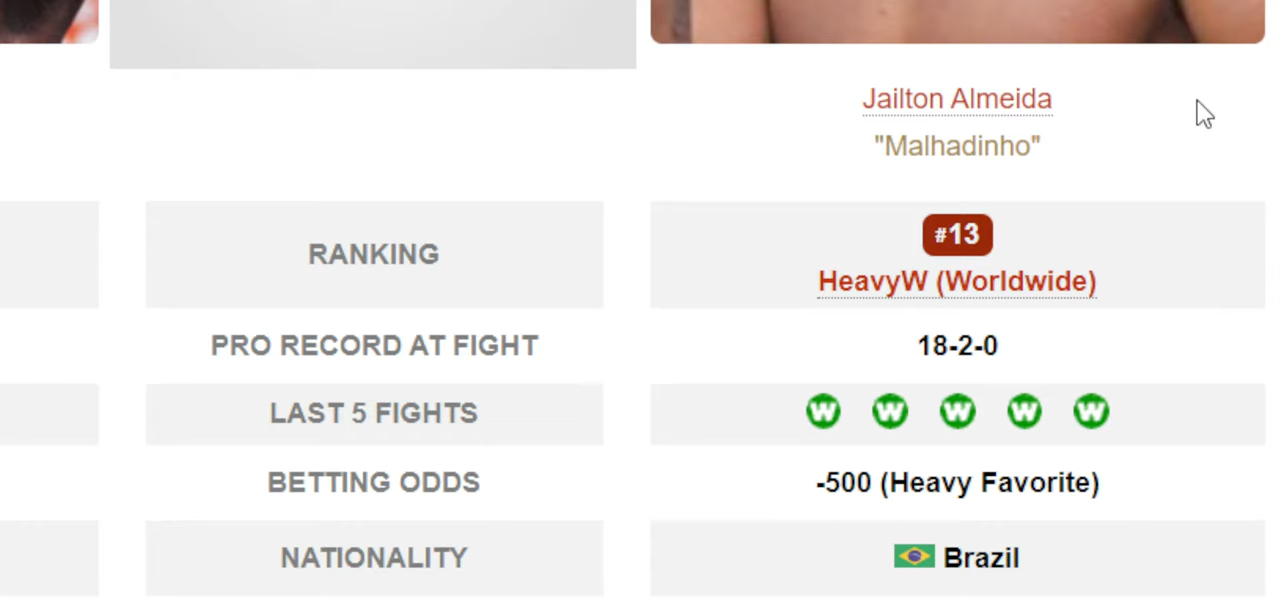 Jailton Almeida
"Malhadinho"
RANKING
#13
HeavyW (Worldwide)
PRO RECORD AT FIGHT
18-2-0
LAST 5 FIGHTS
W W W W W
BETTING ODDS
-500 (Heavy Favorite)
NATIONALITY
Brazil